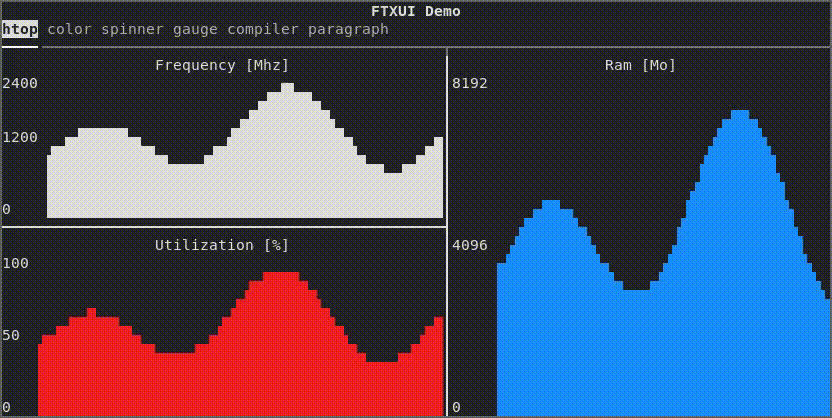 FTXUI Demo
htop color spinner gauge compiler paragraph
Frequency [Mhz]
2400
1200
0
Utilization [%]
100
50
0
Ram [Mo]
8192
4096
0